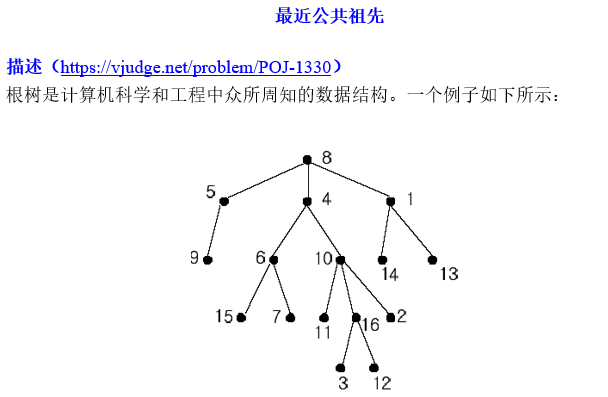 最近公共祖先
描述（https://vjudge.net/problem/POJ-1330）
根树是计算机科学和工程中众所周知的数据结构。一个例子如下所示：
8
5 4 1
9 6 10 14 13
15 7 11 16 2
3 12